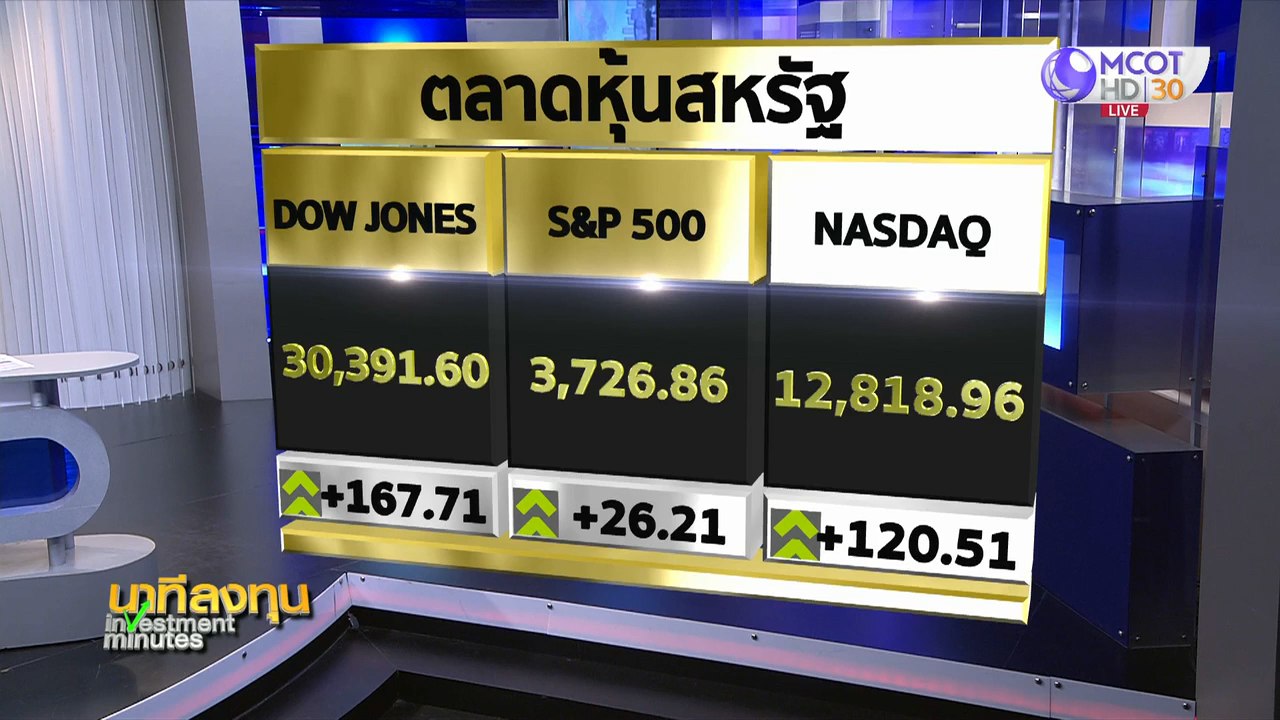 ตลาดหุ้นสหรัฐ
MCOT
HD 30
LIVE
DOW JONES
S&P 500
NASDAQ
30,391.60
3,726.86
12,818.96
+167.71
+26.21
+120.51
นาทีลงทุน
investment
minutes